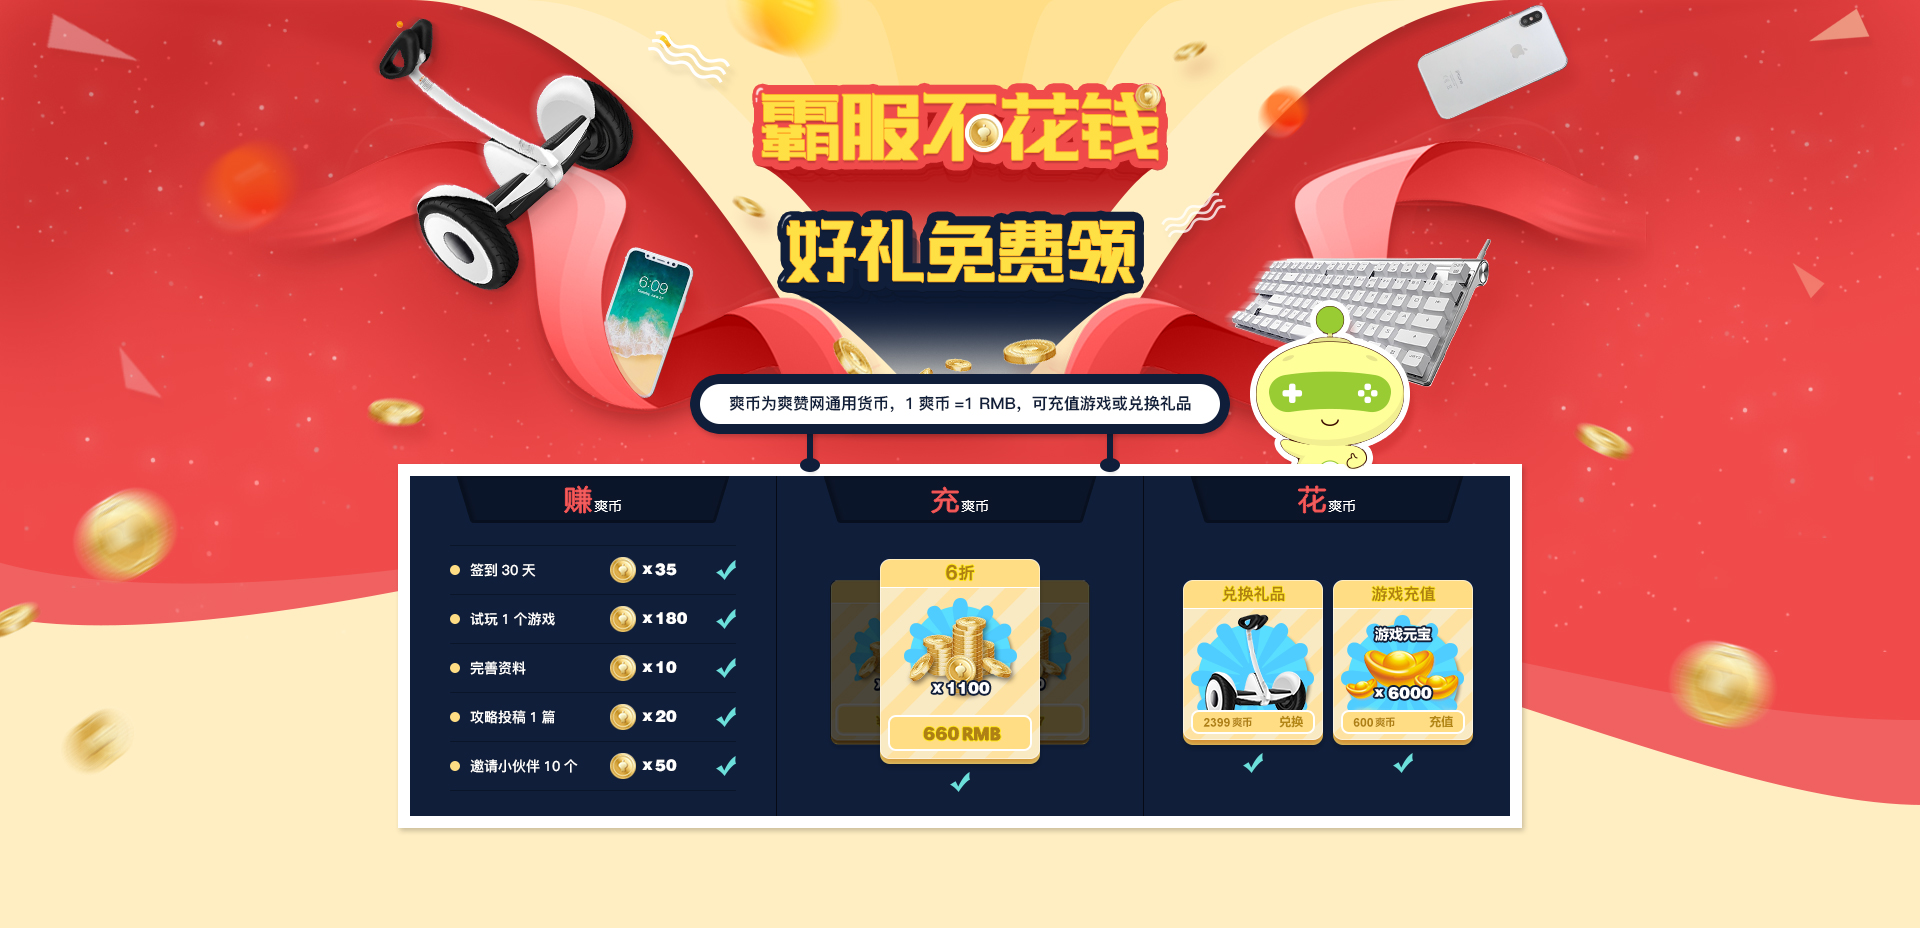 霸服不花钱
好礼免费领
6:09
爽币为爽赞网通用货币，1 爽币 =1 RMB，可充值游戏或兑换礼品
赚爽币
签到 30 天 x35
试玩 1 个游戏 x180
完善资料 x10
攻略投稿 1 篇 x20
邀请小伙伴 10 个 x50
充爽币
6折
x 1100
660 RMB
花爽币
兑换礼品
2399 爽币 兑换
游戏充值
游戏元宝
x 6000
600 爽币 充值